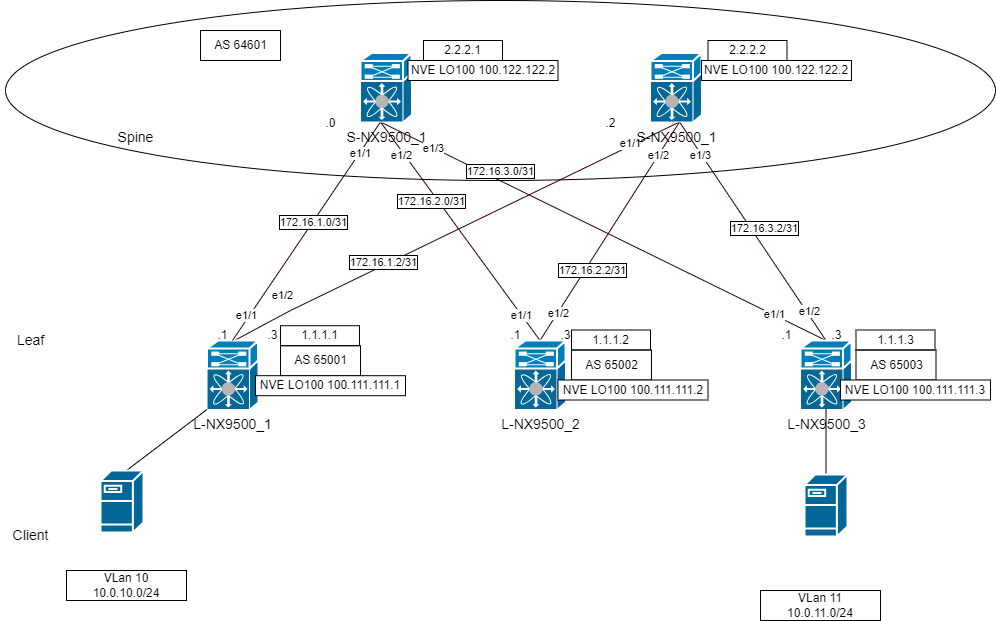 AS 64601
2.2.2.1
NVE LO100 100.122.122.2
2.2.2.2
NVE LO100 100.122.122.2
Spine
.0
S-NX9500_1
.2
S-NX9500_1
e1/1
e1/2
e1/3
e1/1
e1/2
e1/3
172.16.3.0/31
172.16.2.0/31
172.16.1.0/31
172.16.3.2/31
172.16.1.2/31
172.16.2.2/31
e1/2
e1/1
e1/1
e1/2
e1/1
e1/2
Leaf
.1
.3
1.1.1.1
AS 65001
NVE LO100 100.111.111.1
L-NX9500_1
.1
.3
1.1.1.2
AS 65002
NVE LO100 100.111.111.2
L-NX9500_2
.1
.3
1.1.1.3
AS 65003
NVE LO100 100.111.111.3
L-NX9500_3
Client
VLan 10
10.0.10.0/24
VLan 11
10.0.11.0/24